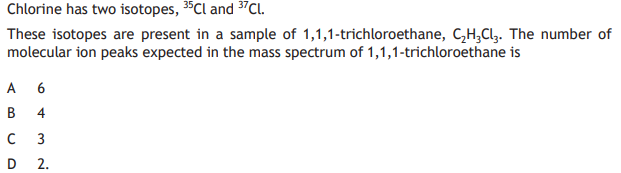 Chlorine has two isotopes, ³⁵Cl and ³⁷Cl.
These isotopes are present in a sample of 1,1,1-trichloroethane, C₂H₃Cl₃. The number of
molecular ion peaks expected in the mass spectrum of 1,1,1-trichloroethane is
A 6
B 4
C 3
D 2.